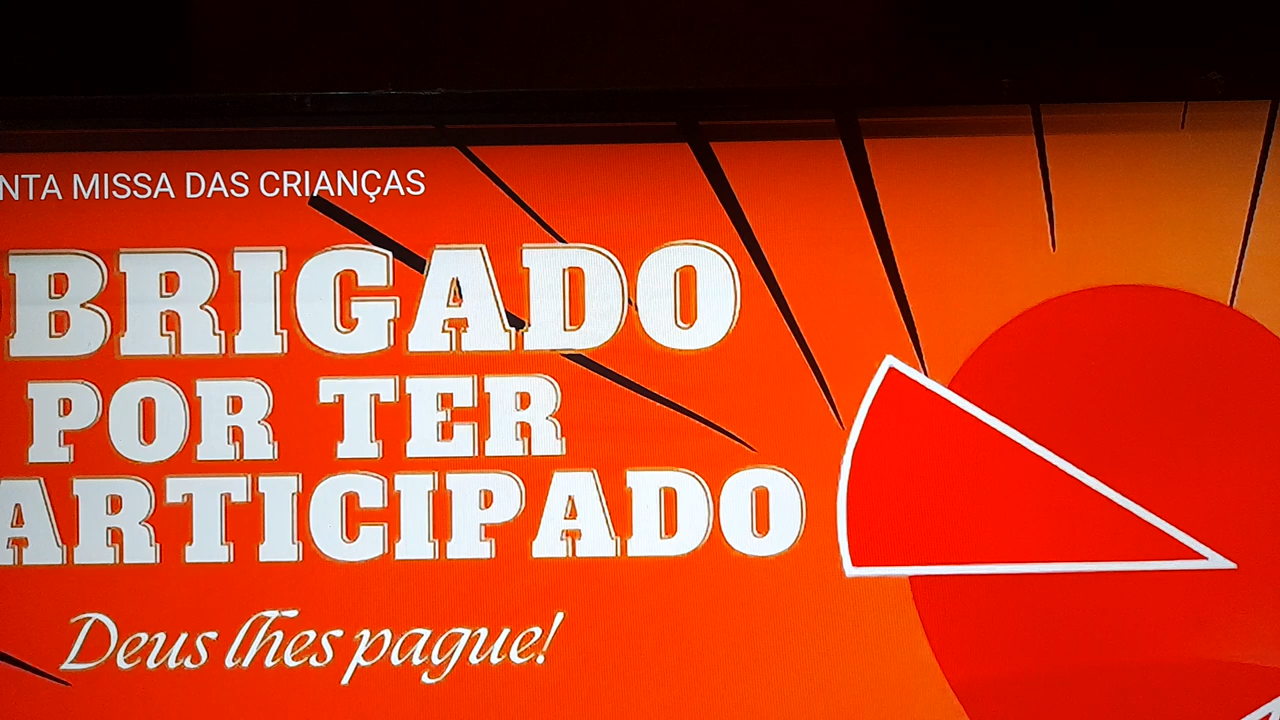 NTA MISSA DAS CRIANÇAS
BRIGADO
POR TER
ARTICIPADO
Deus lhes pague!